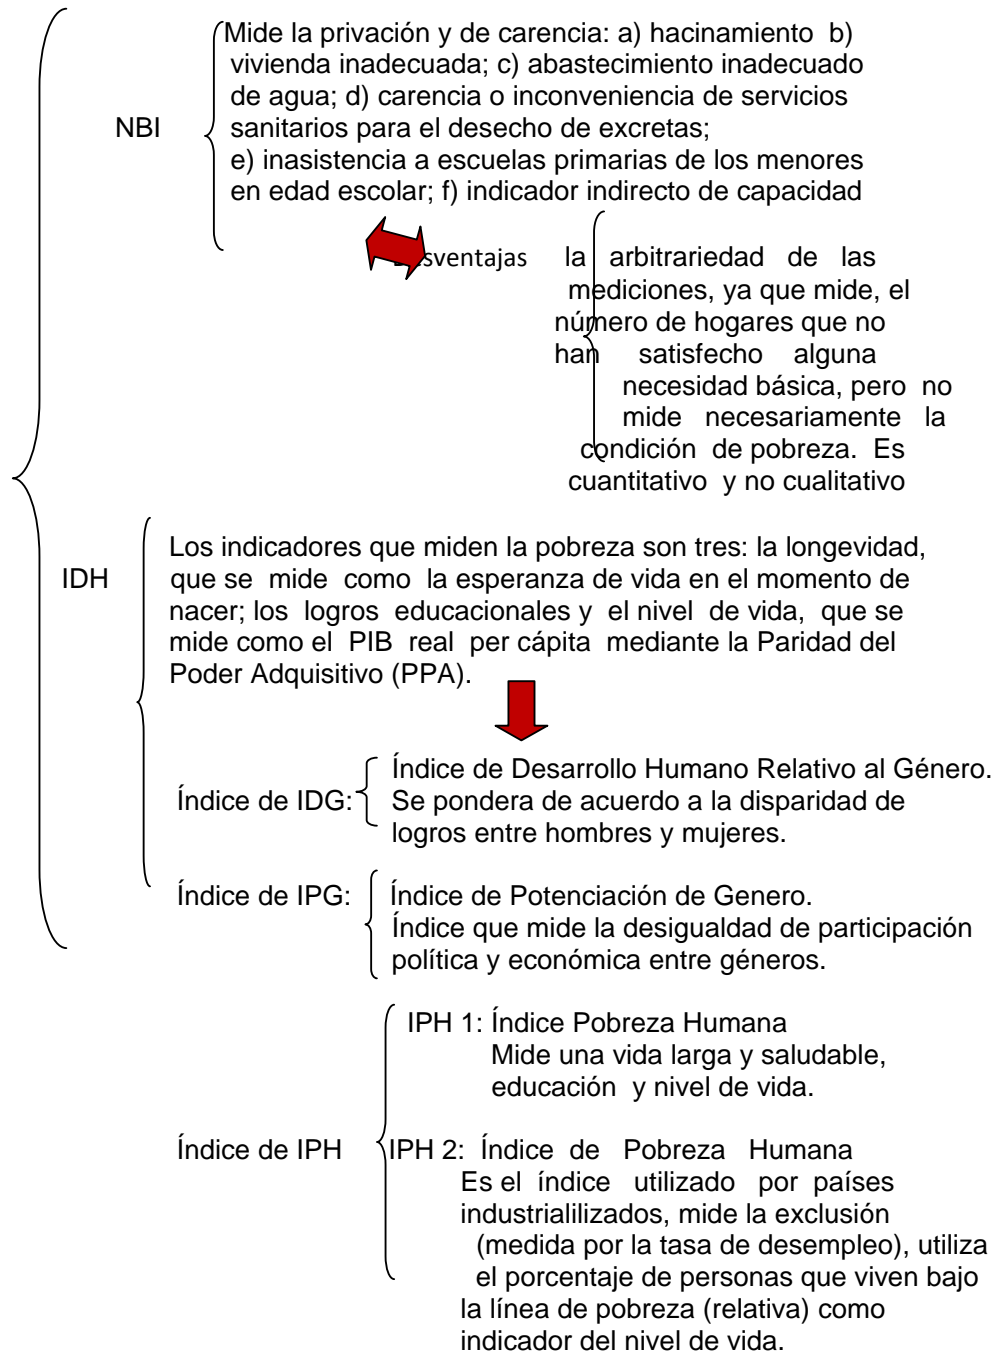 Mide la privación y de carencia: a) hacinamiento b)
vivienda inadecuada; c) abastecimiento inadecuado
de agua; d) carencia o inconveniencia de servicios
NBI sanitarios para el desecho de excretas;
e) inasistencia a escuelas primarias de los menores
en edad escolar; f) indicador indirecto de capacidad
sventajas la arbitrariedad de las
mediciones, ya que mide, el
número de hogares que no
han satisfecho alguna
necesidad básica, pero no
mide necesariamente la
condición de pobreza. Es
cuantitativo y no cualitativo
Los indicadores que miden la pobreza son tres: la longevidad,
IDH que se mide como la esperanza de vida en el momento de
nacer; los logros educacionales y el nivel de vida, que se
mide como el PIB real per cápita mediante la Paridad del
Poder Adquisitivo (PPA).
Índice de Desarrollo Humano Relativo al Género.
Índice de IDG: Se pondera de acuerdo a la disparidad de
logros entre hombres y mujeres.
Índice de IPG: Índice de Potenciación de Genero.
Índice que mide la desigualdad de participación
política y económica entre géneros.
IPH 1: Índice Pobreza Humana
Mide una vida larga y saludable,
educación y nivel de vida.
Índice de IPH IPH 2: Índice de Pobreza Humana
Es el índice utilizado por países
industrialilizados, mide la exclusión
(medida por la tasa de desempleo), utiliza
el porcentaje de personas que viven bajo
la línea de pobreza (relativa) como
indicador del nivel de vida.